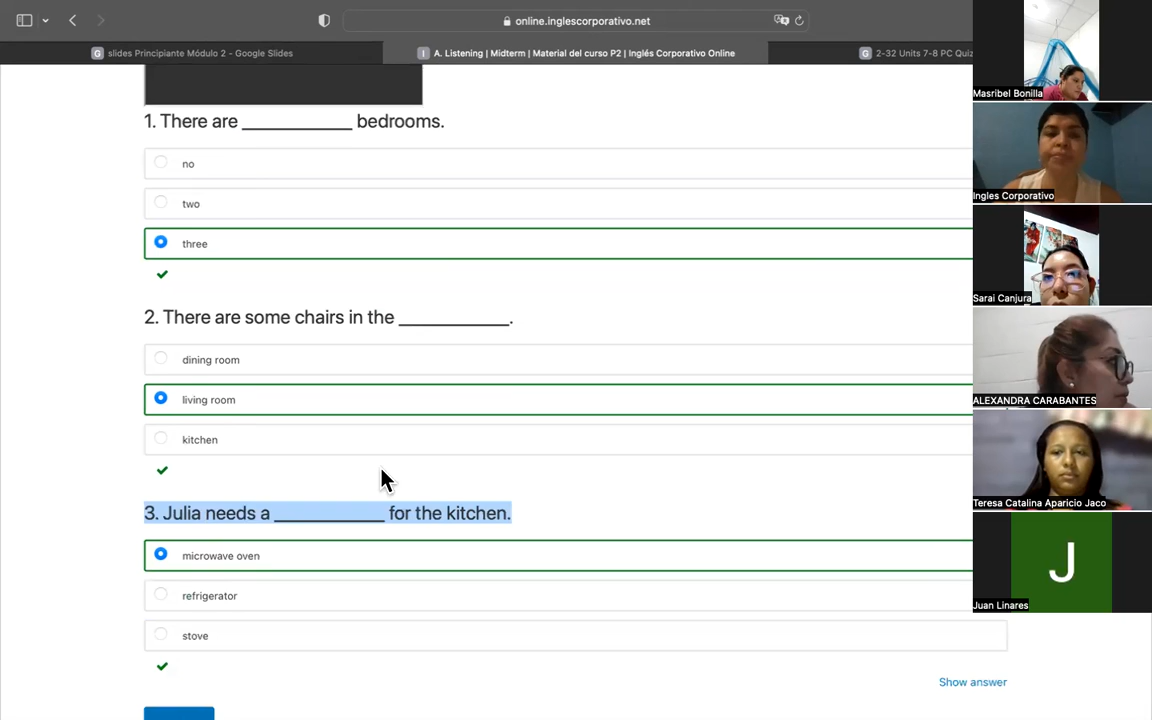 online.inglescorporativo.net
G slides Principiante Módulo 2 - Google Slides
I A. Listening | Midterm | Material del curso P2 | Inglés Corporativo Online
G 2-32 Units 7-8 PC Quiz
1. There are ____________ bedrooms.
no
two
three
2. There are some chairs in the ____________.
dining room
living room
kitchen
3. Julia needs a ____________ for the kitchen.
microwave oven
refrigerator
stove
Show answer
Masribel Bonilla
Ingles Corporativo
Sarai Canjura
ALEXANDRA CARABANTES
Teresa Catalina Aparicio Jaco
J
Juan Linares